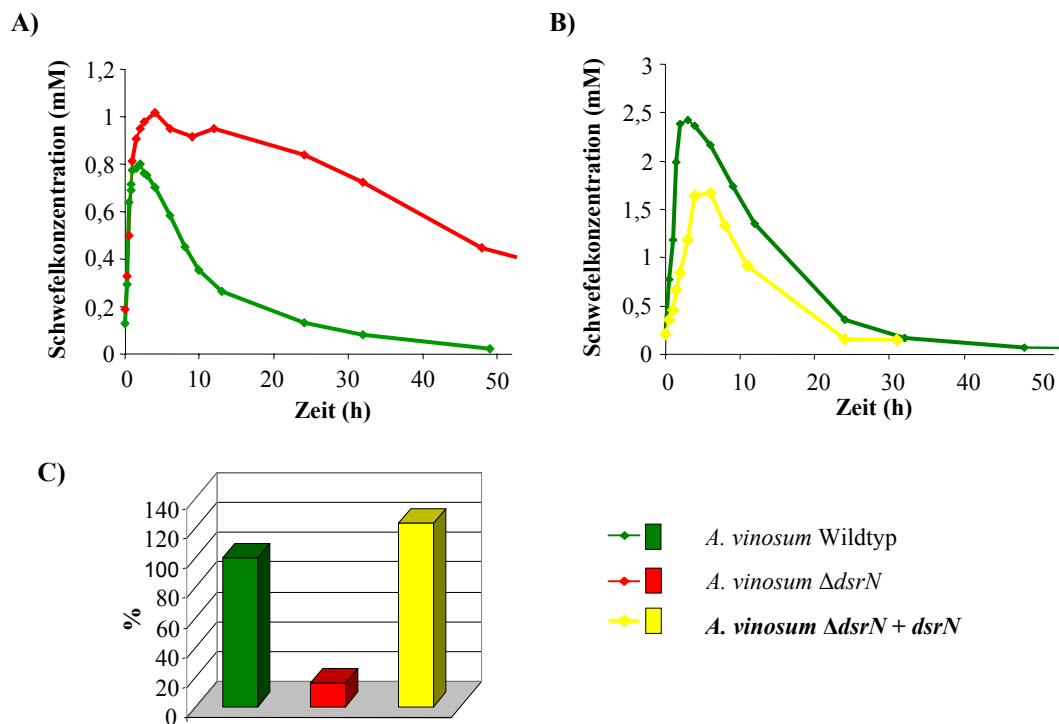 A)
Schwefelkonzentration (mM)
1,2
1
0,8
0,6
0,4
0,2
0
0 10 20 30 40 50
Zeit (h)
B)
Schwefelkonzentration (mM)
3
2,5
2
1,5
1
0,5
0
0 10 20 30 40 50
Zeit (h)
C)
%
140
120
100
80
60
40
20
0
A. vinosum Wildtyp
A. vinosum ΔdsrN
A. vinosum ΔdsrN + dsrN